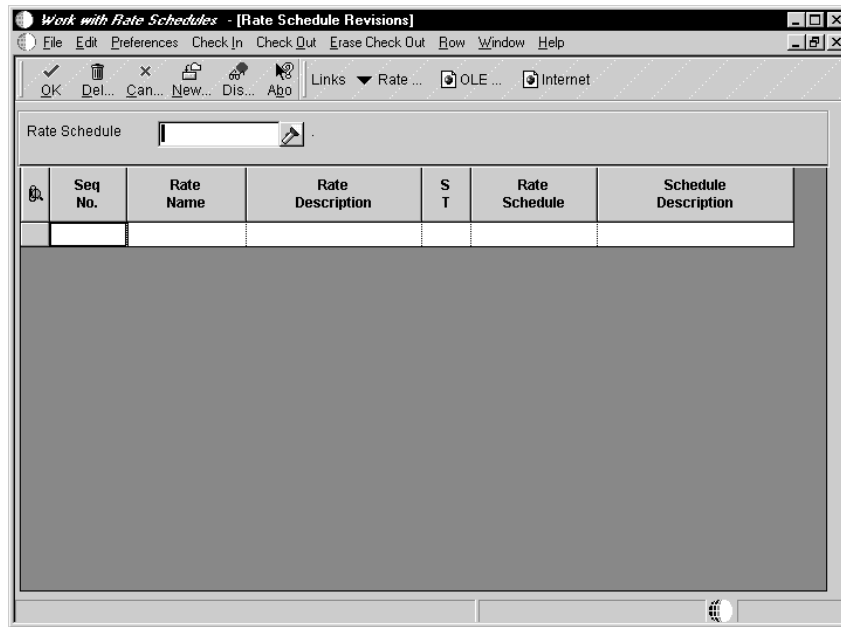 Work with Rate Schedules - [Rate Schedule Revisions]
File Edit Preferences Check In Check Out Erase Check Out Row Window Help
OK Del... Can... New... Dis... Abo Links Rate ... OLE ... Internet
Rate Schedule .
Seq No. Rate Name Rate Description S T Rate Schedule Schedule Description